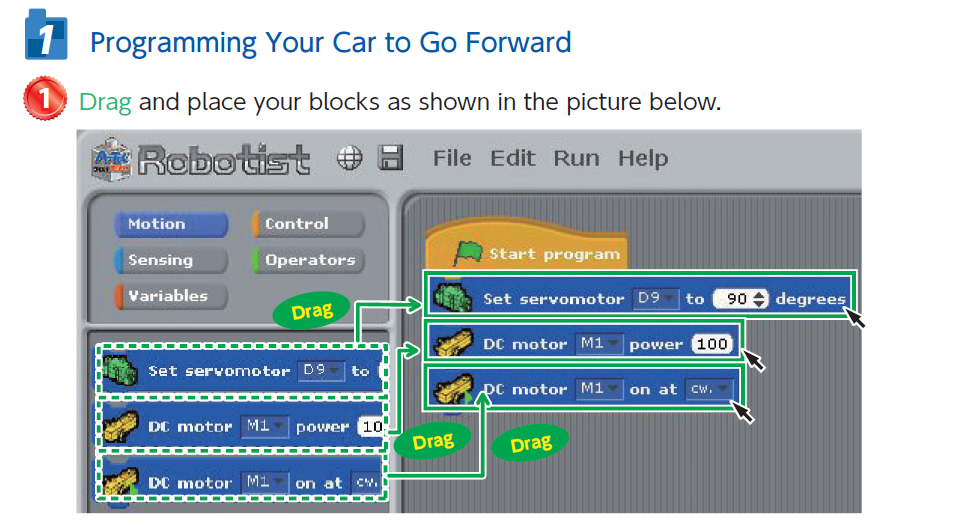 1 Programming Your Car to Go Forward
1 Drag and place your blocks as shown in the picture below.
Robotist File Edit Run Help
Motion Control
Sensing Operators
Variables
Start program
Set servomotor D9 to 90 degrees
DC motor M1 power 100
DC motor M1 on at cw.
Drag
Set servomotor D9 to
DC motor M1 power 10
DC motor M1 on at cw.
Drag
Drag